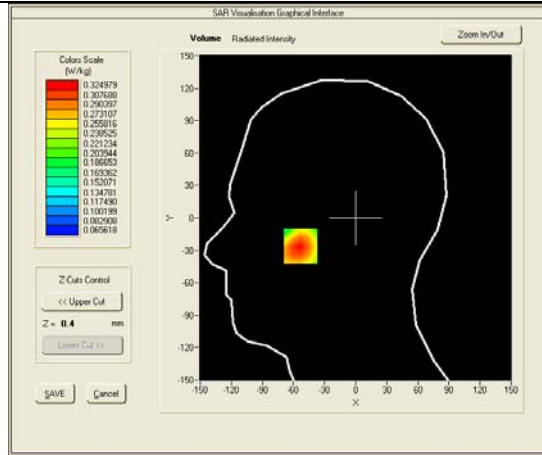 SAR Visualisation Graphical Interface
Volume Radiated Intensity
Zoom In/Out
Colors Scale
(W/kg)
0.324979
0.307688
0.290397
0.273107
0.255816
0.238525
0.221234
0.203944
0.186653
0.169362
0.152071
0.134781
0.117490
0.100199
0.082908
0.065618
Z Cuts Control
<< Upper Cut
Z = 0.4 mm
Lower Cut >>
SAVE Cancel
150
120
90
60
30
0
-30
-60
-90
-120
-150
Y
-150 -120 -90 -60 -30 0 30 60 90 120 150
X